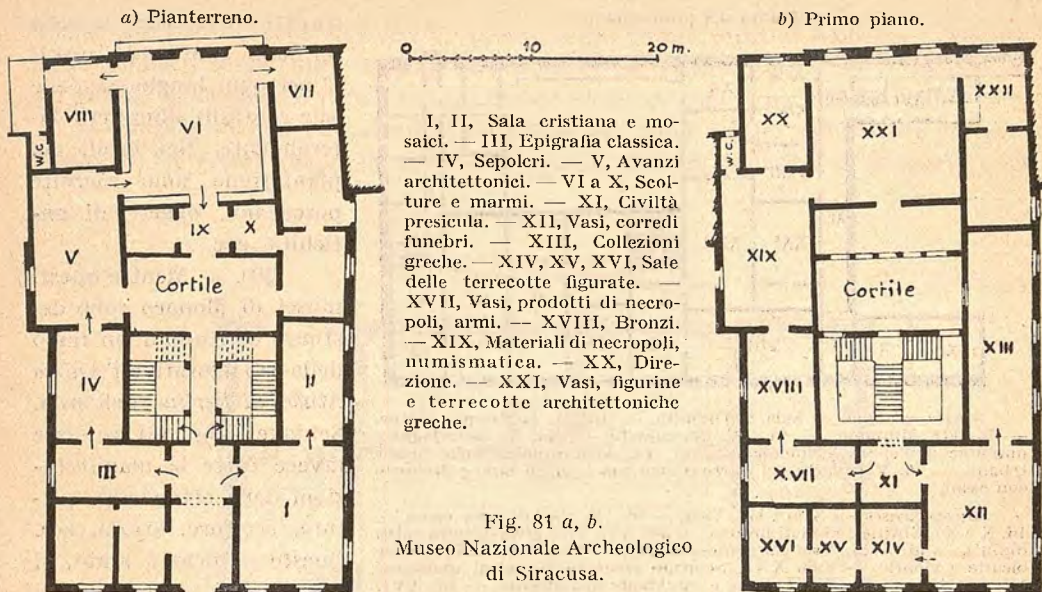 a) Pianterreno.
b) Primo piano.
0 10 20 m.
VIII
VI
VII
W.C.
IX
X
V
Cortile
IV
II
III
I
I, II, Sala cristiana e mo-
saici. — III, Epigrafia classica.
— IV, Sepolcri. — V, Avanzi
architettonici. — VI a X, Scol-
ture e marmi. — XI, Civiltà
presicula. — XII, Vasi, corredi
funebri. — XIII, Collezioni
greche. — XIV, XV, XVI, Sale
delle terrecotte figurate. —
XVII, Vasi, prodotti di necro-
poli, armi. — XVIII, Bronzi.
— XIX, Materiali di necropoli,
numismatica. — XX, Dire-
zione. — XXI, Vasi, figurine
e terrecotte architettoniche
greche.
Fig. 81 a, b.
Museo Nazionale Archeologico
di Siracusa.
XX
XXI
XXII
W.C.
XIX
Cortile
XIII
XVIII
XVII
XI
XII
XVI
XV
XIV